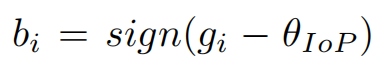 b_i = sign(g_i − θ_{IoP})